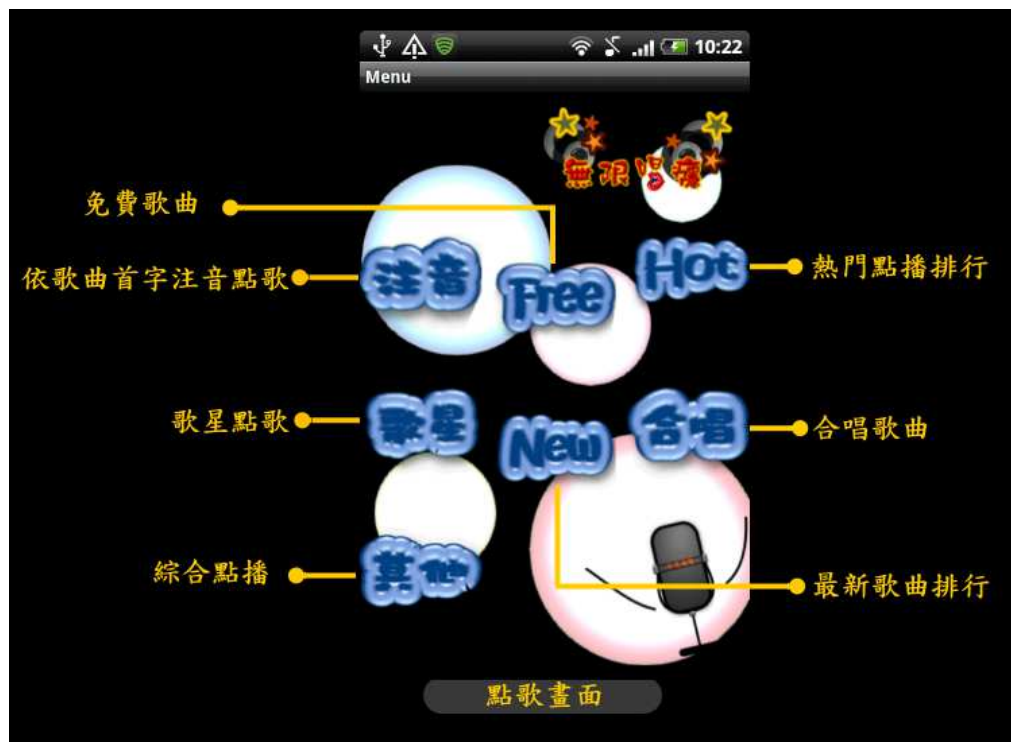 10:22
Menu
無限唱癮
免費歌曲
注音
Free
Hot
依歌曲首字注音點歌
熱門點播排行
歌星
New
合唱
歌星點歌
合唱歌曲
其他
綜合點播
最新歌曲排行
點歌畫面